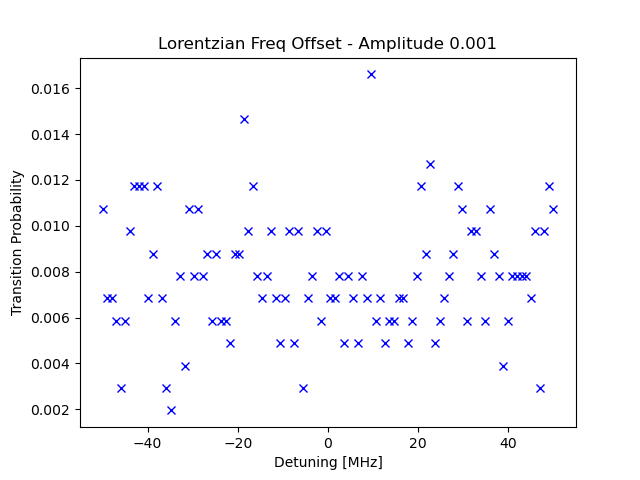 Lorentzian Freq Offset - Amplitude 0.001
Transition Probability
0.016
0.014
0.012
0.010
0.008
0.006
0.004
0.002
−40 −20 0 20 40
Detuning [MHz]